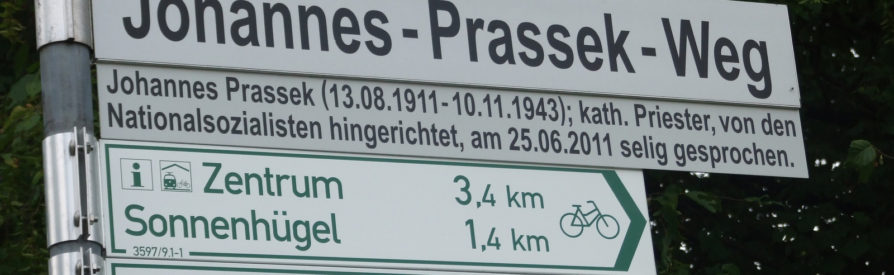 Johannes-Prassek-Weg
Johannes Prassek (13.08.1911-10.11.1943); kath. Priester, von den
Nationalsozialisten hingerichtet, am 25.06.2011 selig gesprochen.
i Zentrum 3,4 km
Sonnenhügel 1,4 km
3597/9.1-1